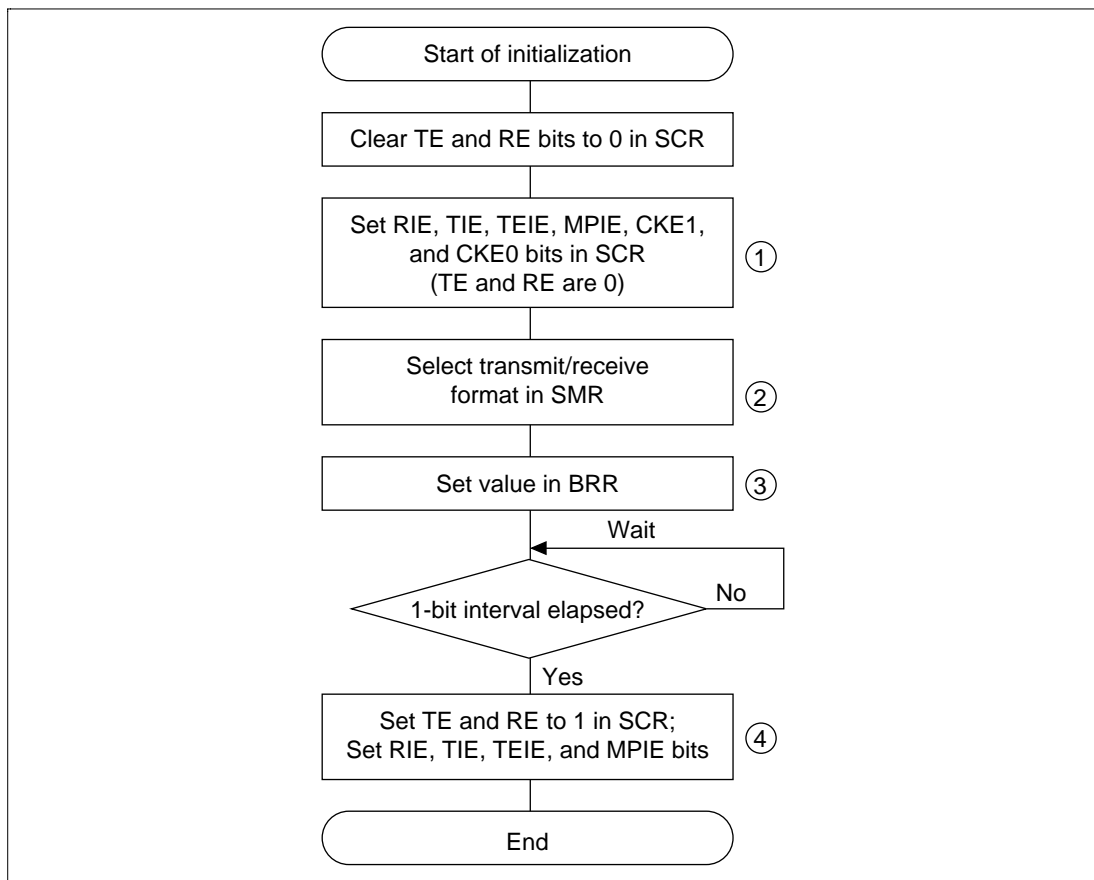 Start of initialization
Clear TE and RE bits to 0 in SCR
Set RIE, TIE, TEIE, MPIE, CKE1,
and CKE0 bits in SCR
(TE and RE are 0)
1
Select transmit/receive
format in SMR
2
Set value in BRR
3
Wait
1-bit interval elapsed?
No
Yes
Set TE and RE to 1 in SCR;
Set RIE, TIE, TEIE, and MPIE bits
4
End